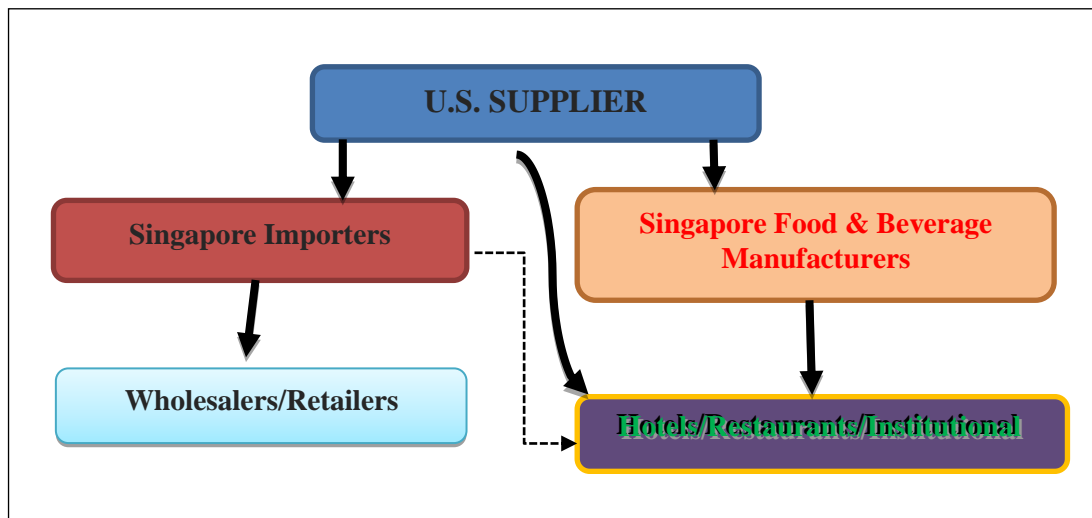 U.S. SUPPLIER
Singapore Importers
Singapore Food & Beverage
Manufacturers
Wholesalers/Retailers
Hotels/Restaurants/Institutional